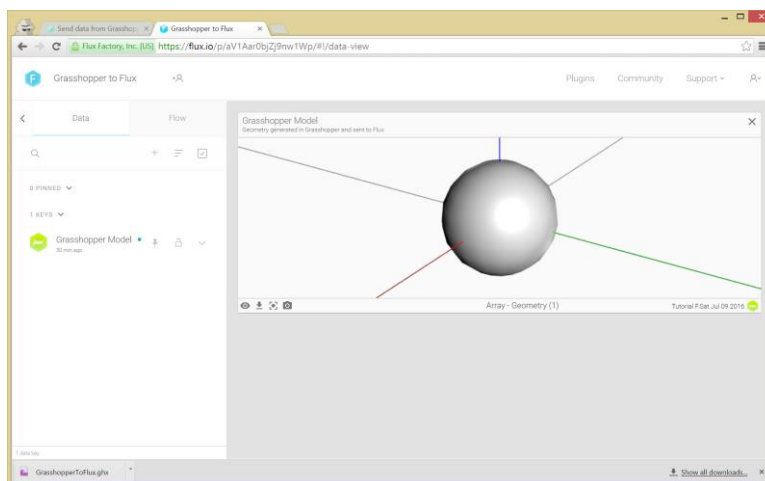 Send data from Grasshop
Grasshopper to Flux
Flux Factory, Inc. [US]
https://flux.io/p/aV1Aar0bjZj9nw1Wp/#!/data-view
F
Grasshopper to Flux
Plugins
Community
Support
Data
Flow
Grasshopper Model
Geometry generated in Grasshopper and sent to Flux
0 PINNED
1 KEYS
Grasshopper Model
30 min ago
Array - Geometry (1)
Tutorial F. Sat Jul 09 2016
1 data key
GrasshopperToFlux.ghx
Show all downloads...